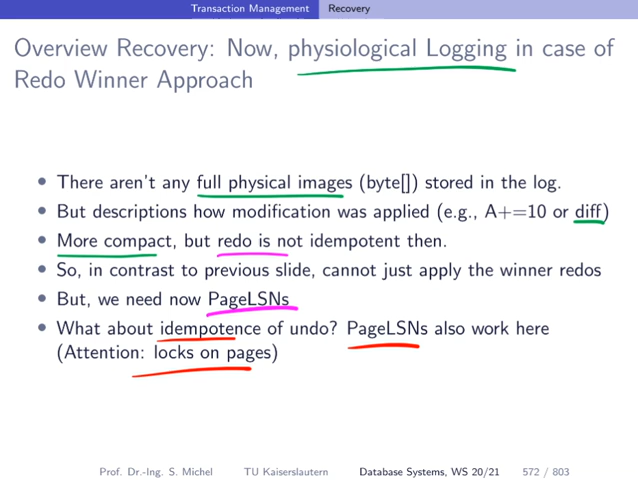 Transaction Management Recovery
Overview Recovery: Now, physiological Logging in case of
Redo Winner Approach
• There aren't any full physical images (byte[]) stored in the log.
• But descriptions how modification was applied (e.g., A+=10 or diff)
• More compact, but redo is not idempotent then.
• So, in contrast to previous slide, cannot just apply the winner redos
• But, we need now PageLSNs
• What about idempotence of undo? PageLSNs also work here
(Attention: locks on pages)
Prof. Dr.-Ing. S. Michel TU Kaiserslautern Database Systems, WS 20/21 572 / 803